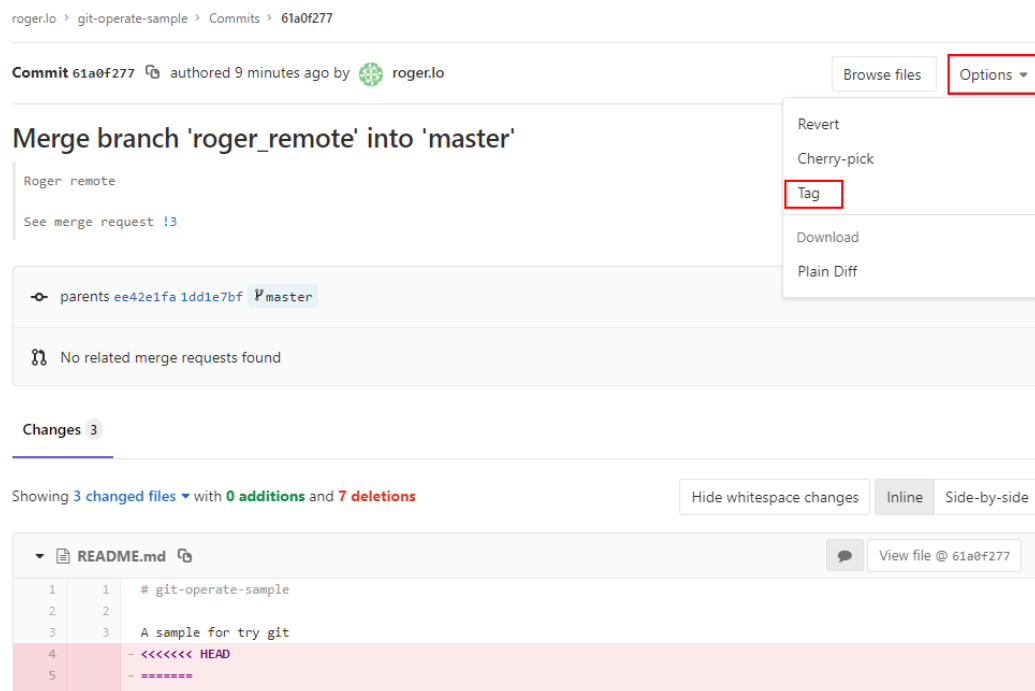 roger.lo > git-operate-sample > Commits > 61a0f277
Commit 61a0f277 authored 9 minutes ago by roger.lo
Browse files
Options
Revert
Cherry-pick
Tag
Download
Plain Diff
Merge branch 'roger_remote' into 'master'
Roger remote
See merge request !3
parents ee42e1fa 1dd1e7bf master
No related merge requests found
Changes 3
Showing 3 changed files with 0 additions and 7 deletions
Hide whitespace changes
Inline
Side-by-side
README.md
View file @ 61a0f277
1 1 # git-operate-sample
2 2
3 3 A sample for try git
4 - <<<<<<< HEAD
5 - =======